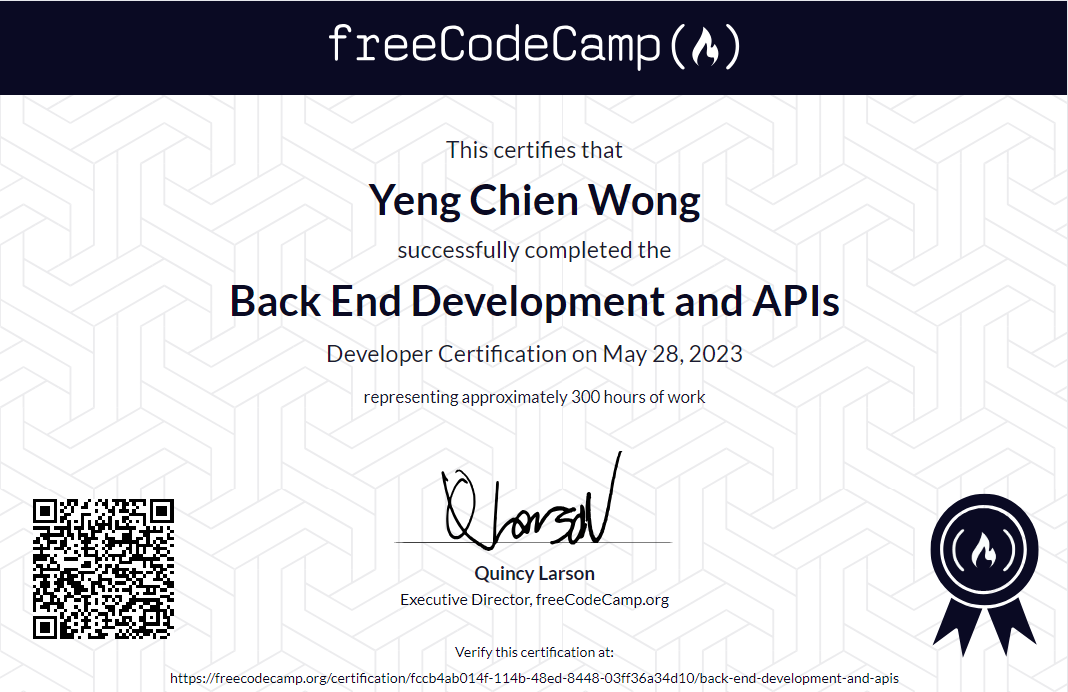 freeCodeCamp(🔥)
This certifies that
Yeng Chien Wong
successfully completed the
Back End Development and APIs
Developer Certification on May 28, 2023
representing approximately 300 hours of work
Q Larson
Quincy Larson
Executive Director, freeCodeCamp.org
Verify this certification at:
https://freecodecamp.org/certification/fccb4ab014f-114b-48ed-8448-03ff36a34d10/back-end-development-and-apis